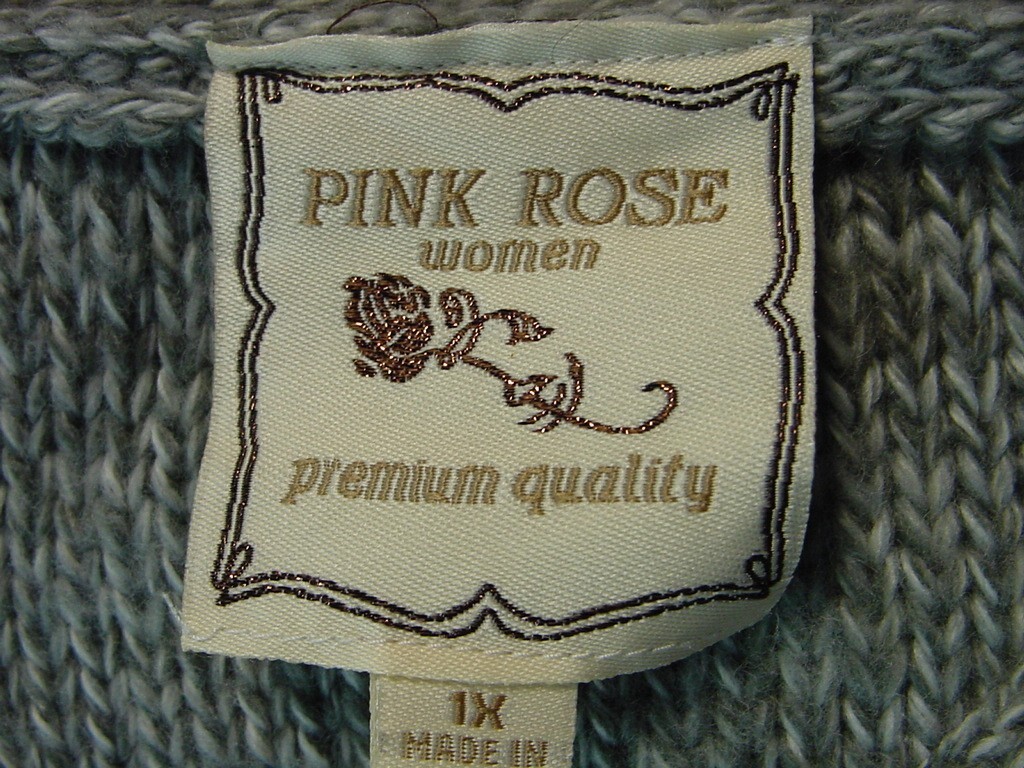 PINK ROSE
women
premium quality
1X
MADE IN